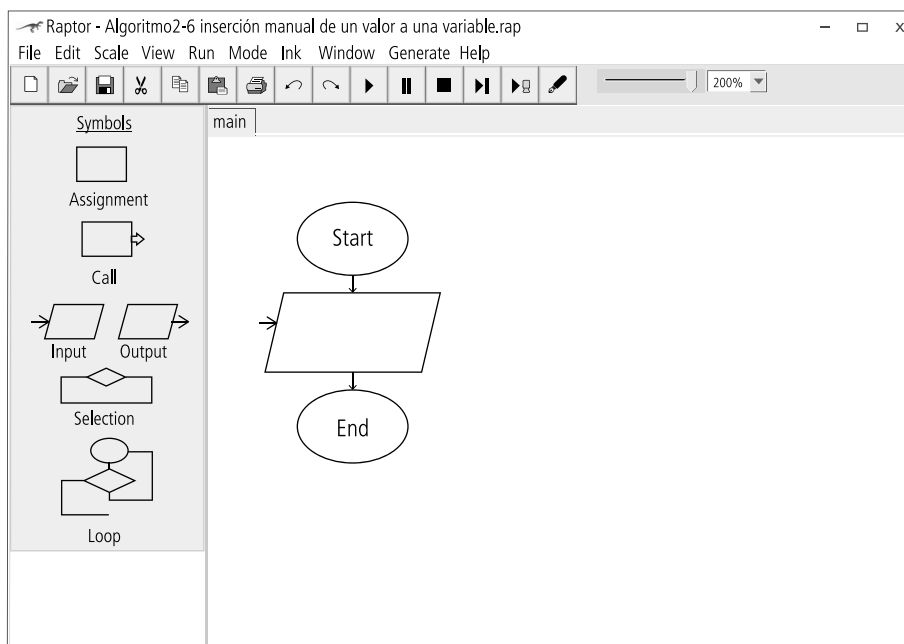 Raptor - Algoritmo2-6 inserción manual de un valor a una variable.rap
File Edit Scale View Run Mode Ink Window Generate Help
200%
Symbols
main
Assignment
Start
Call
Input Output
Selection
End
Loop